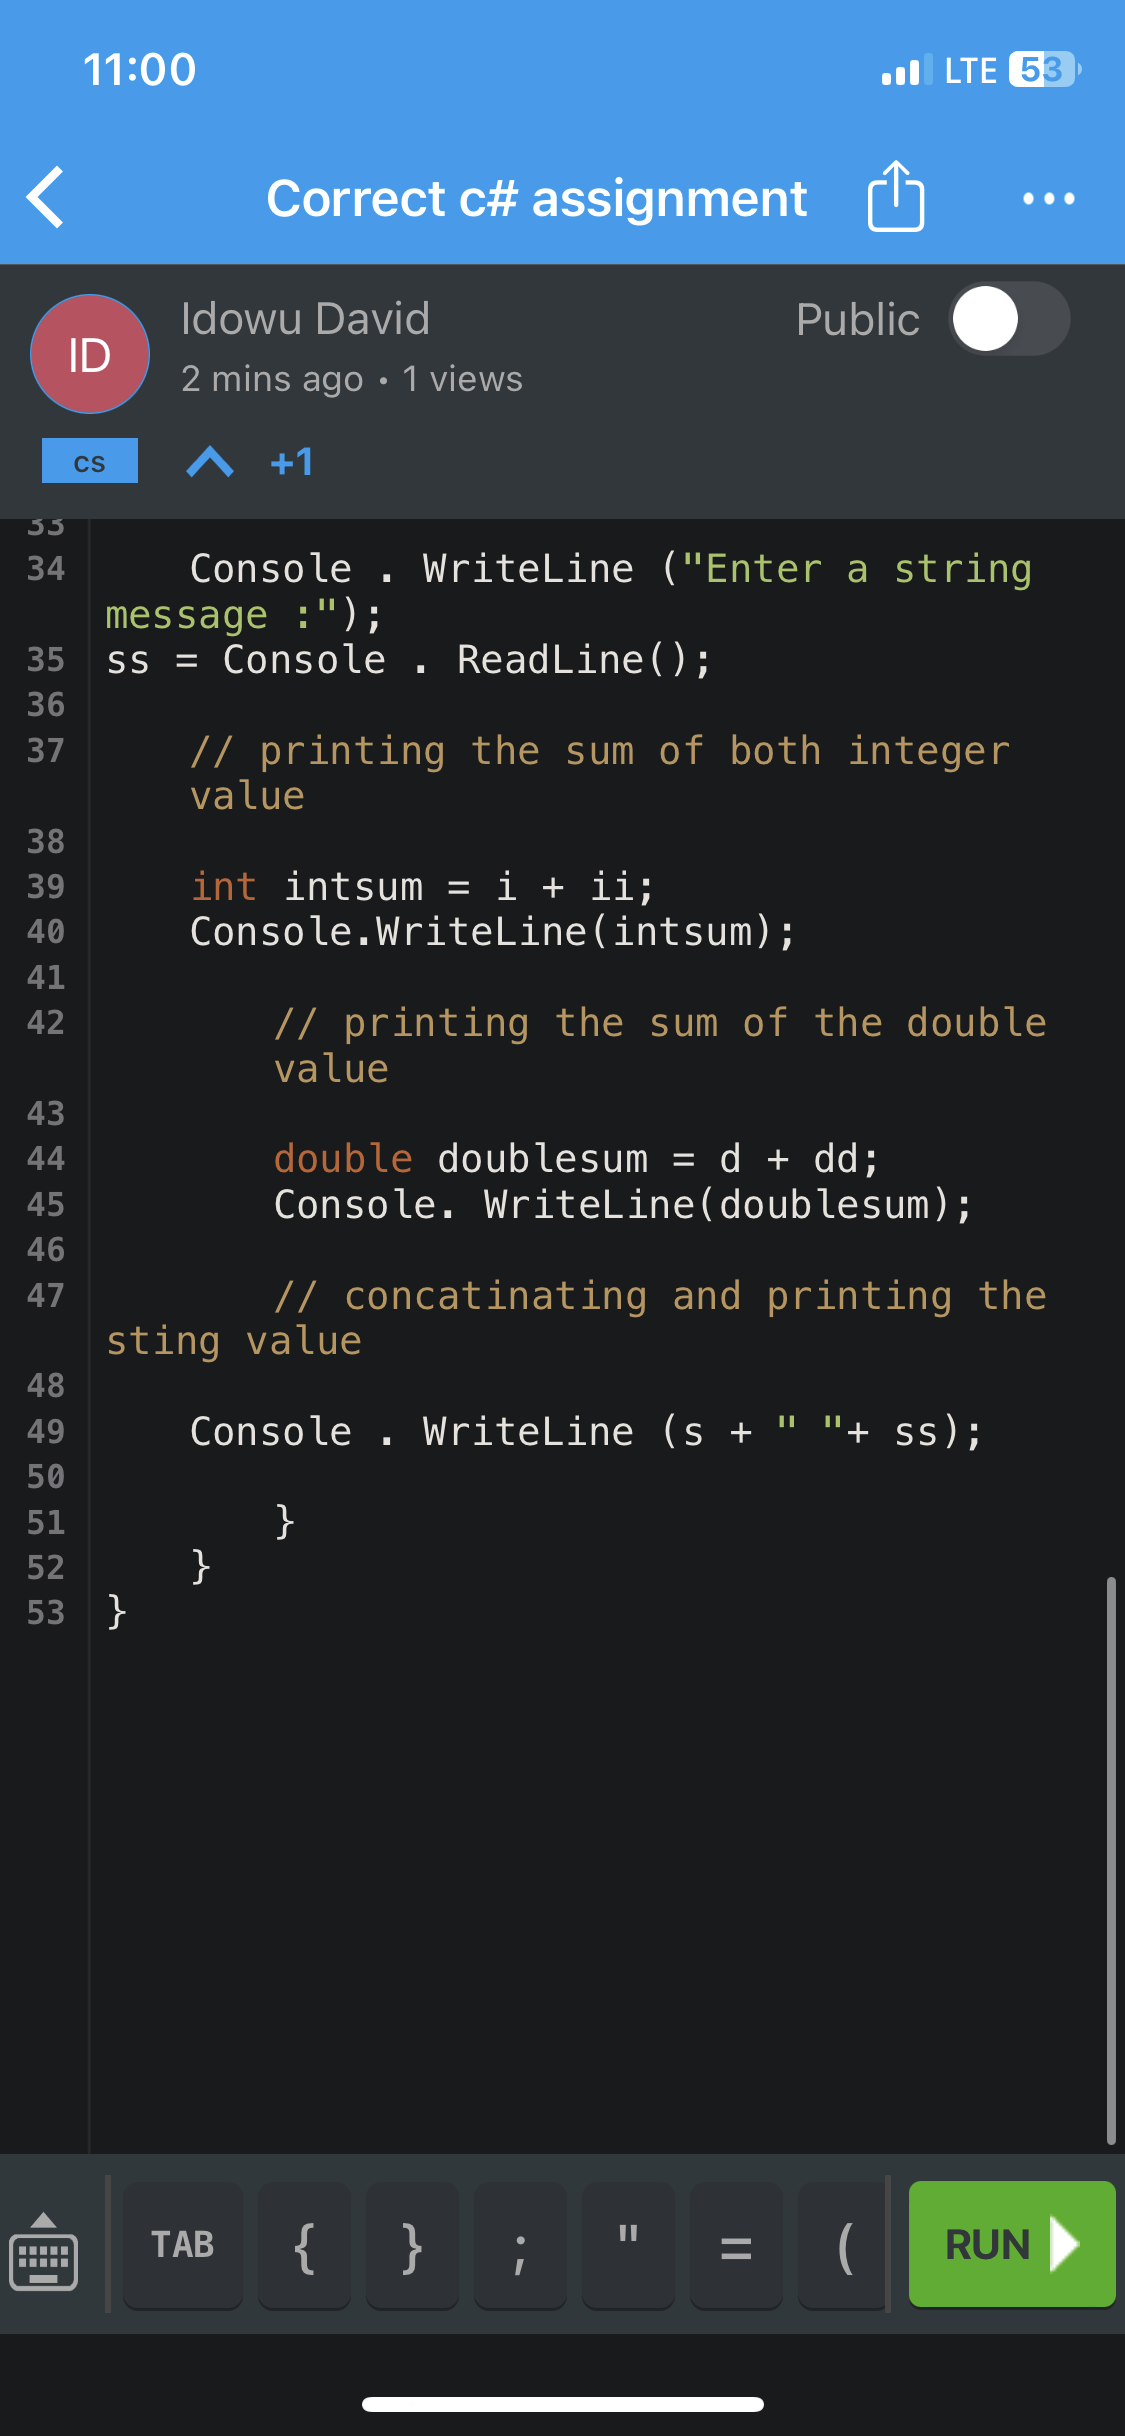 11:00
LTE 53
Correct c# assignment
ID
Idowu David
Public
2 mins ago • 1 views
cs
+1
33
34 Console . WriteLine ("Enter a string
message :");
35 ss = Console . ReadLine();
36
37 // printing the sum of both integer
value
38
39 int intsum = i + ii;
40 Console.WriteLine(intsum);
41
42 // printing the sum of the double
value
43
44 double doublesum = d + dd;
45 Console. WriteLine(doublesum);
46
47 // concatinating and printing the
sting value
48
49 Console . WriteLine (s + " "+ ss);
50
51 }
52 }
53 }
TAB { } ; " = ( RUN